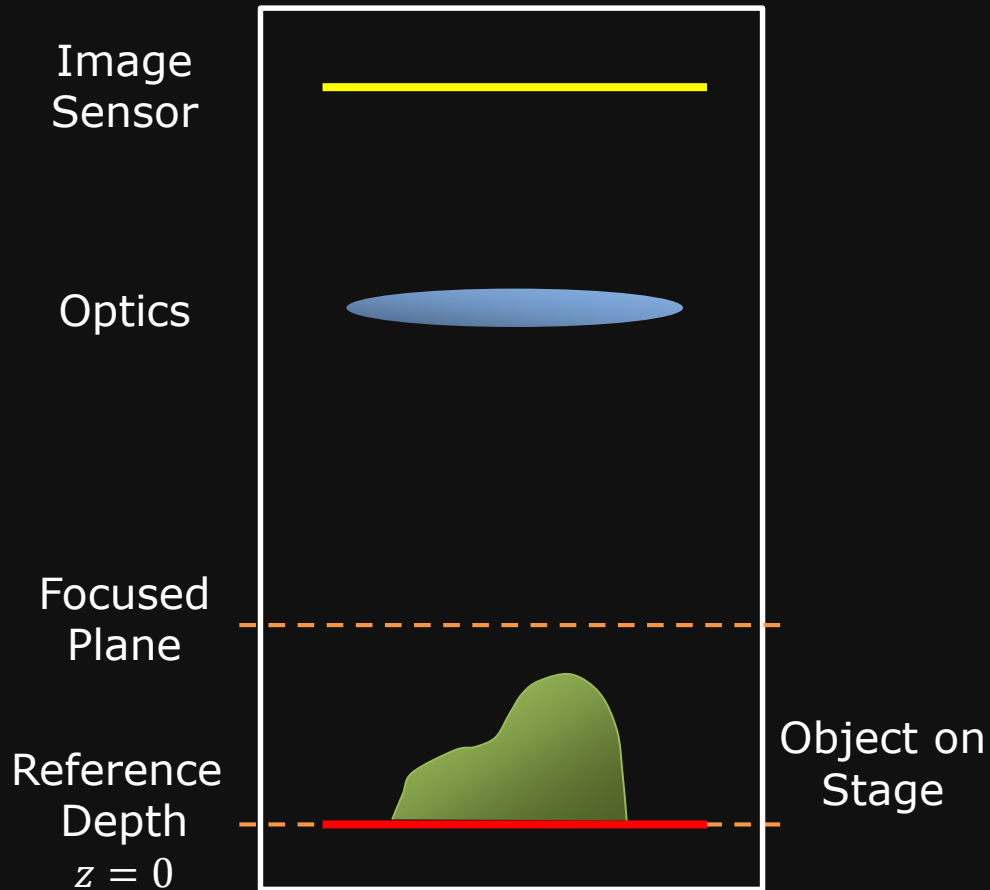 Image
Sensor
Optics
Focused
Plane
Object on
Stage
Reference
Depth
z = 0